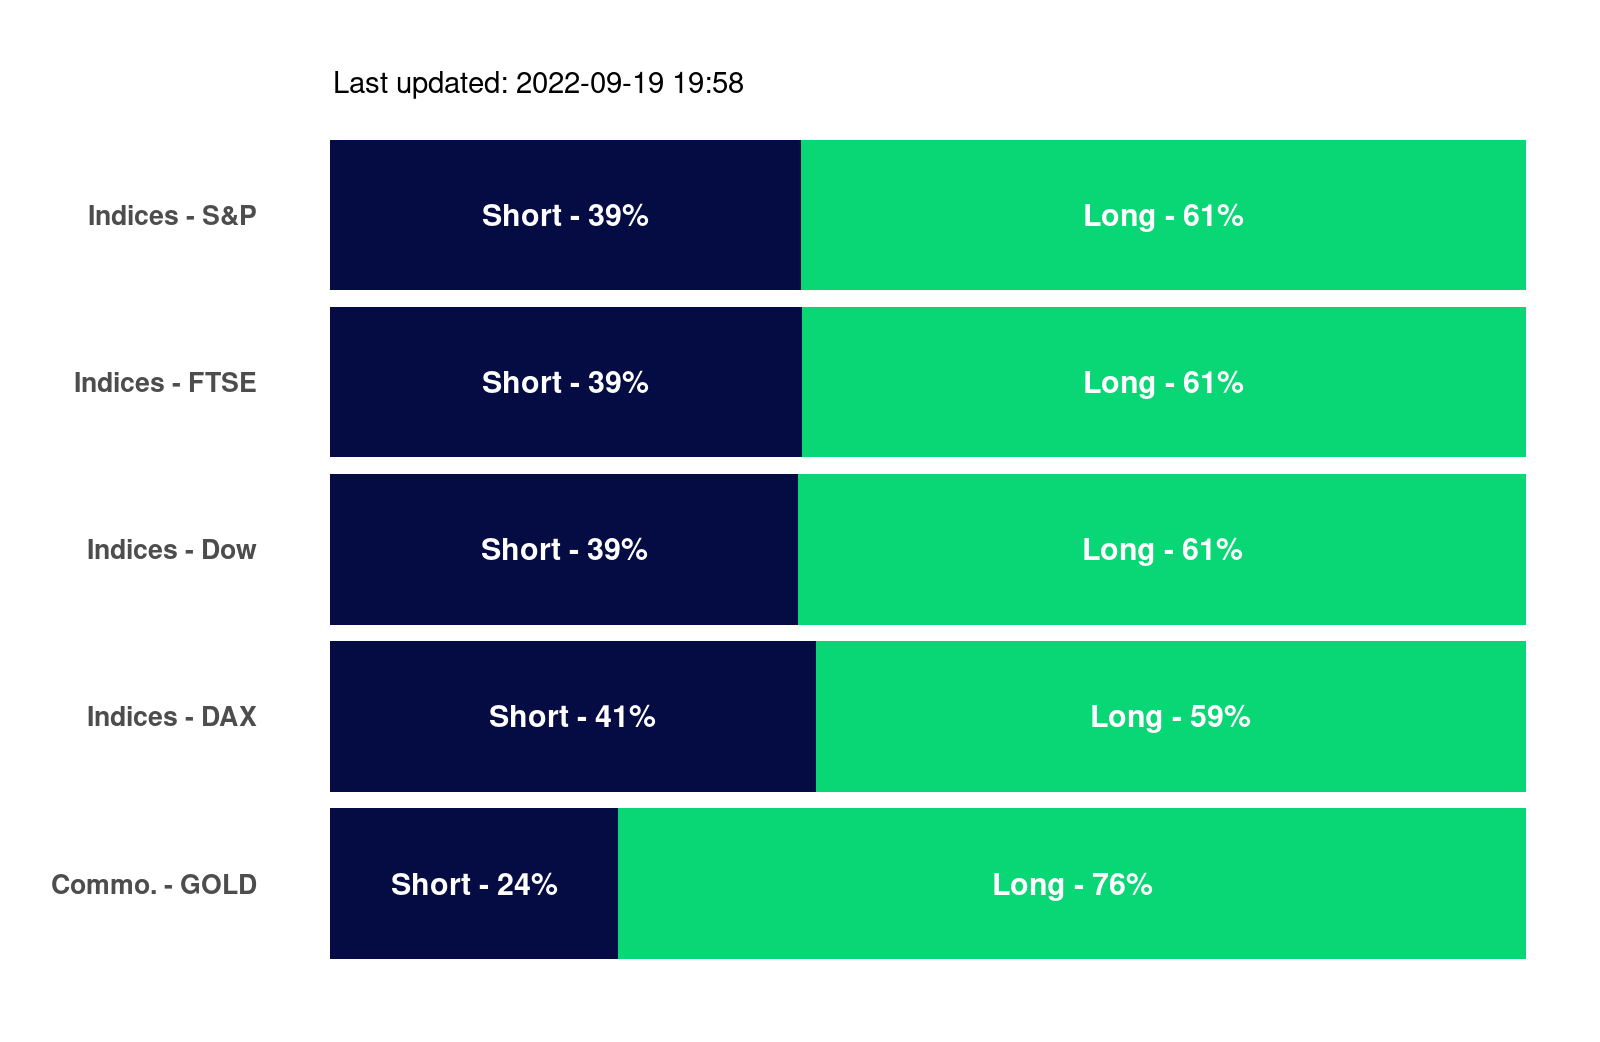 Last updated: 2022-09-19 19:58
Indices - S&P Short - 39% Long - 61%
Indices - FTSE Short - 39% Long - 61%
Indices - Dow Short - 39% Long - 61%
Indices - DAX Short - 41% Long - 59%
Commo. - GOLD Short - 24% Long - 76%